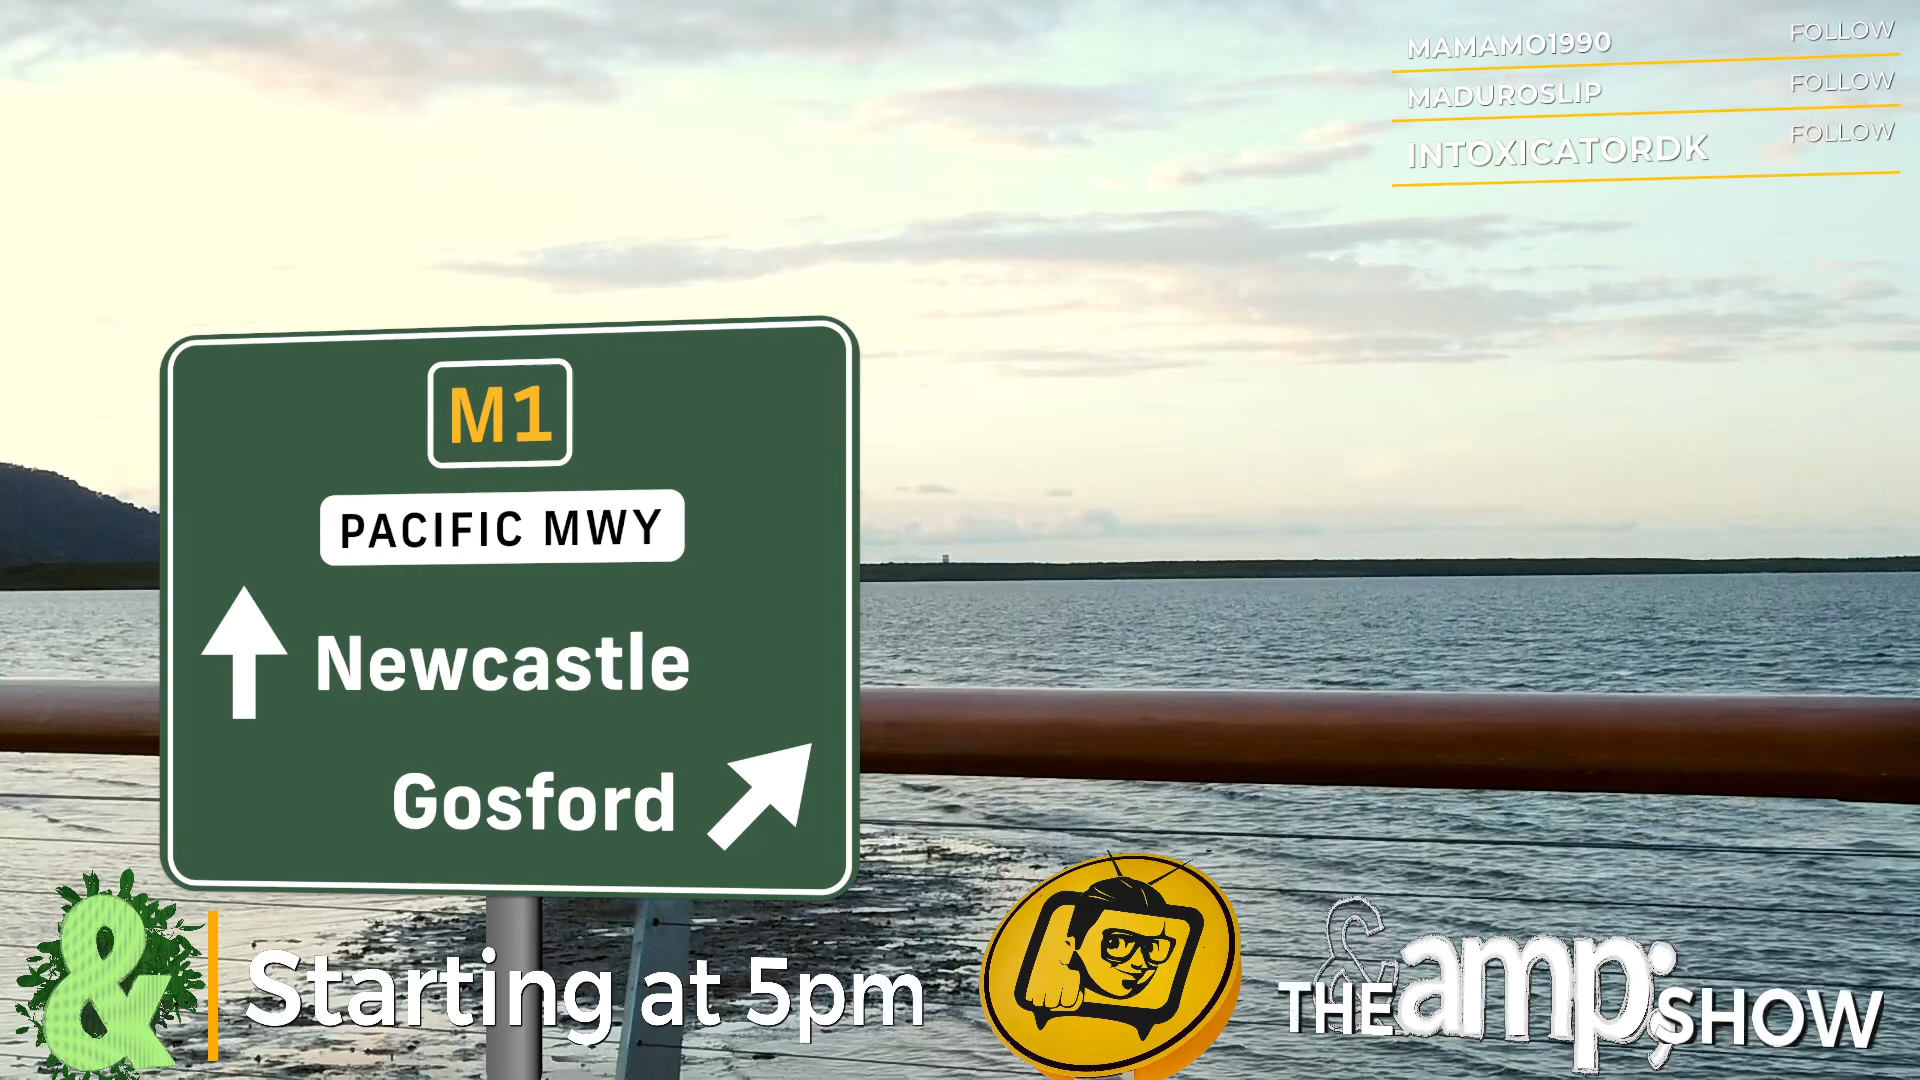 MAMAMO1990 FOLLOW
MADUROSLIP FOLLOW
INTOXICATORDK FOLLOW
M1
PACIFIC MWY
Newcastle
Gosford
& Starting at 5pm
THE &amp; SHOW